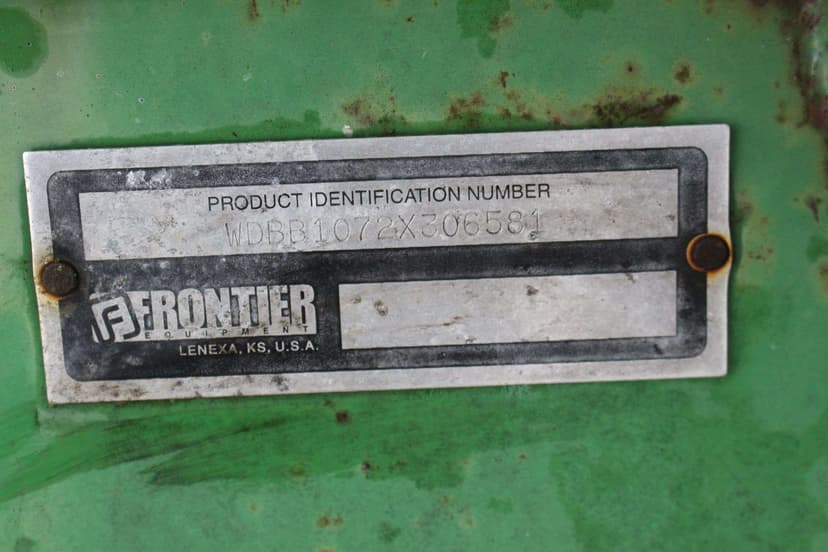 PRODUCT IDENTIFICATION NUMBER
WDBB1072X306581
FRONTIER
EQUIPMENT
LENEXA, KS, U.S.A.